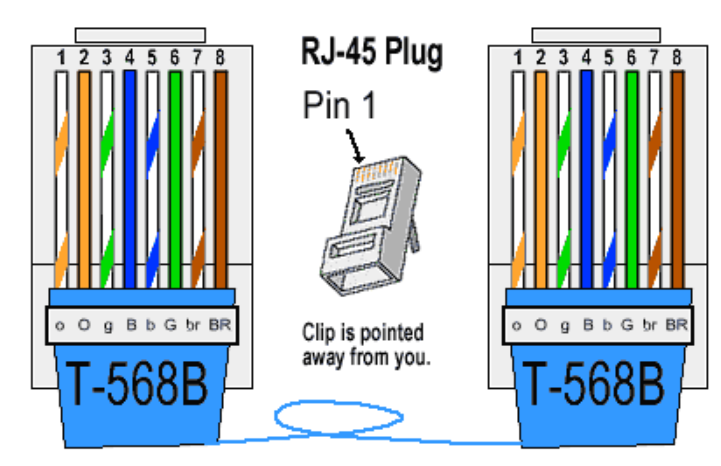 1 2 3 4 5 6 7 8
RJ-45 Plug
Pin 1
1 2 3 4 5 6 7 8
Clip is pointed
away from you.
o O g B b G br BR
T-568B
o O g B b G br BR
T-568B